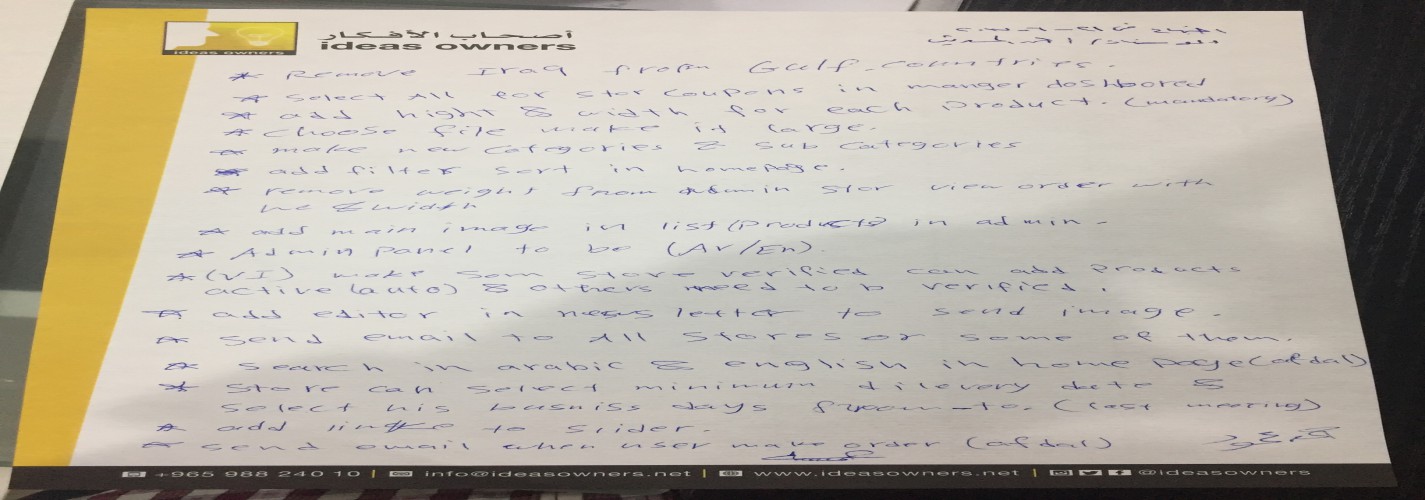 أصحاب الأفكار
ideas owners
ideas owners
* Remove Iraq from Gulf countries.
* Select All for stor coupons in manger dashbored
* add hight & width for each product. (mandatory)
* choose file make it large.
* make new categories & sub categories
* add filter sort in homepage.
* remove weight from admin stor view order with
he & width
* add main image in list (products) in admin.
* Admin panel to be (Ar/En).
* (VI) make som store verified can add products
active (auto) & others need to b verified.
* add editor in news letter to send image.
* send email to All stores or some of them.
* search in arabic & english in home page (afdal)
* store can select minimum dilevery date &
select his busniss days from-to. (last meeting)
* add link to slider.
* send email when user make order (afdal)
+965 988 240 10 | info@ideasowners.net | www.ideasowners.net | @ideasowners